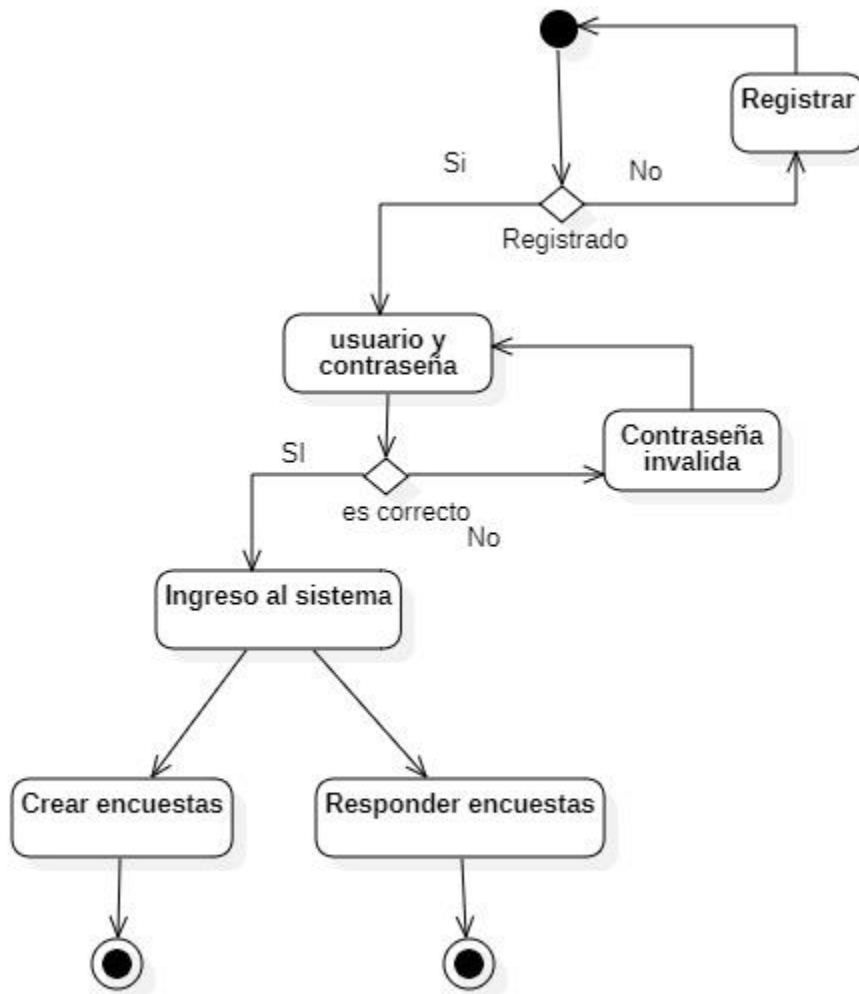 Registrar
Si
No
Registrado
usuario y
contraseña
Contraseña
invalida
SI
es correcto
No
Ingreso al sistema
Crear encuestas
Responder encuestas